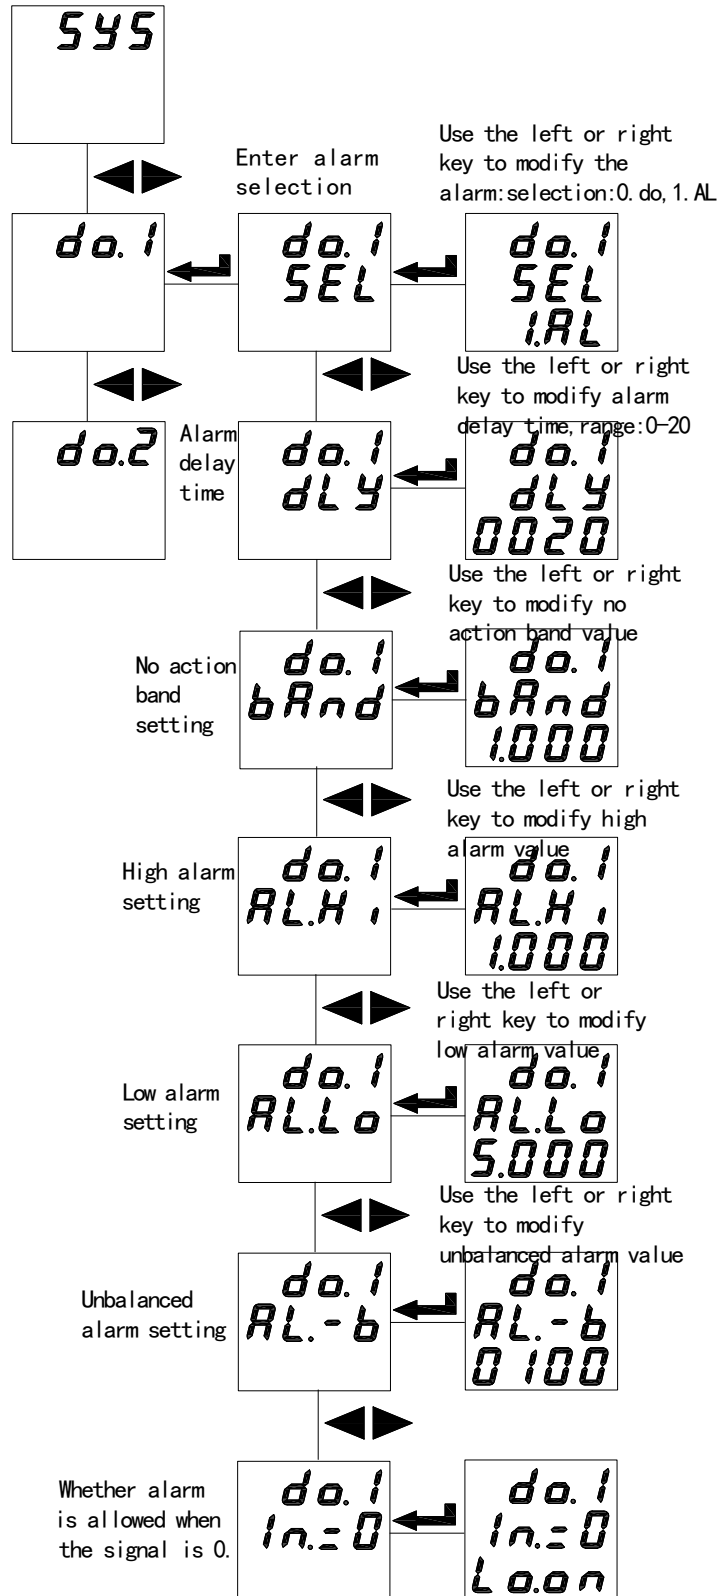 SYS
Enter alarm
selection
Use the left or right
key to modify the
alarm:selection:0.do,1.AL
do.1
do.1
SEL
do.1
SEL
1.AL
do.2
Alarm
delay
time
do.1
dLy
Use the left or right
key to modify alarm
delay time,range:0-20
do.1
dLy
0020
No action
band
setting
do.1
bAnd
Use the left or right
key to modify no
action band value
do.1
bAnd
1.000
High alarm
setting
do.1
AL.Hi
Use the left or right
key to modify high
alarm value
do.1
AL.Hi
1.000
Low alarm
setting
do.1
AL.Lo
Use the left or
right key to modify
low alarm value
do.1
AL.Lo
5.000
Unbalanced
alarm setting
do.1
AL.-b
Use the left or right
key to modify
unbalanced alarm value
do.1
AL.-b
0100
Whether alarm
is allowed when
the signal is 0.
do.1
In.=0
do.1
In.=0
Lo.on